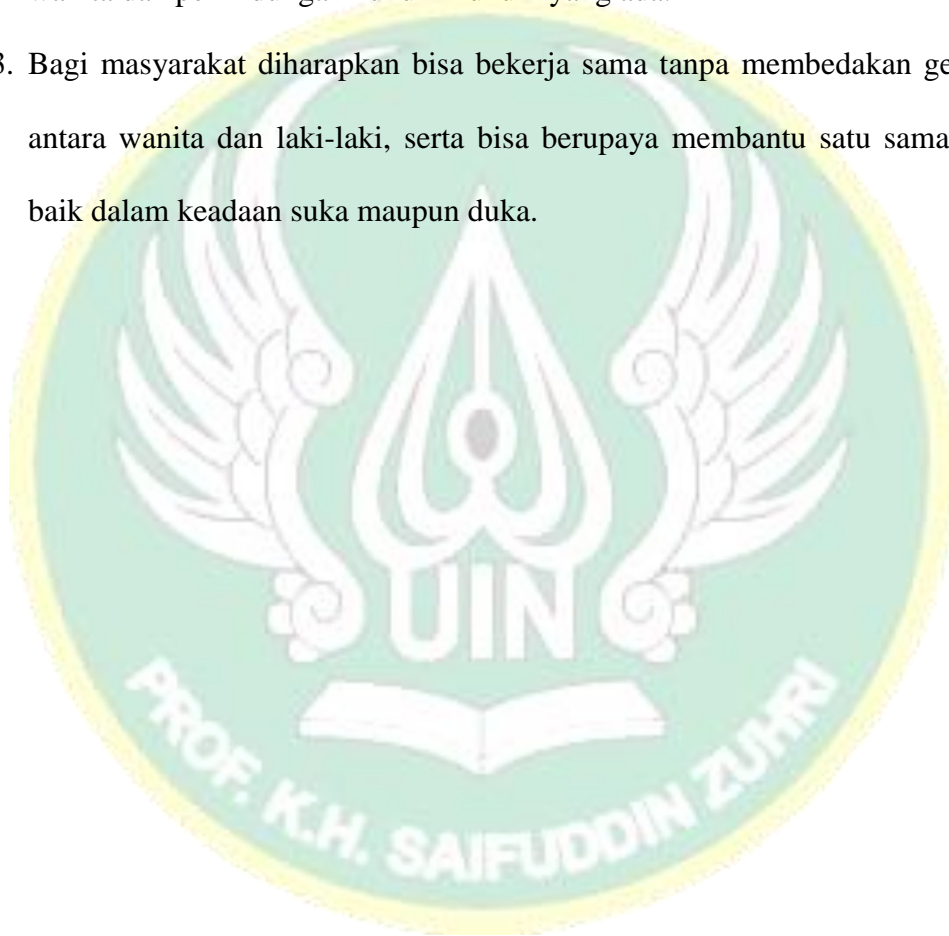 3. Bagi masyarakat diharapkan bisa bekerja sama tanpa membedakan
antara wanita dan laki-laki, serta bisa berupaya membantu satu sama
baik dalam keadaan suka maupun duka.
UIN
PROF. K.H. SAIFUDDIN ZUHRI